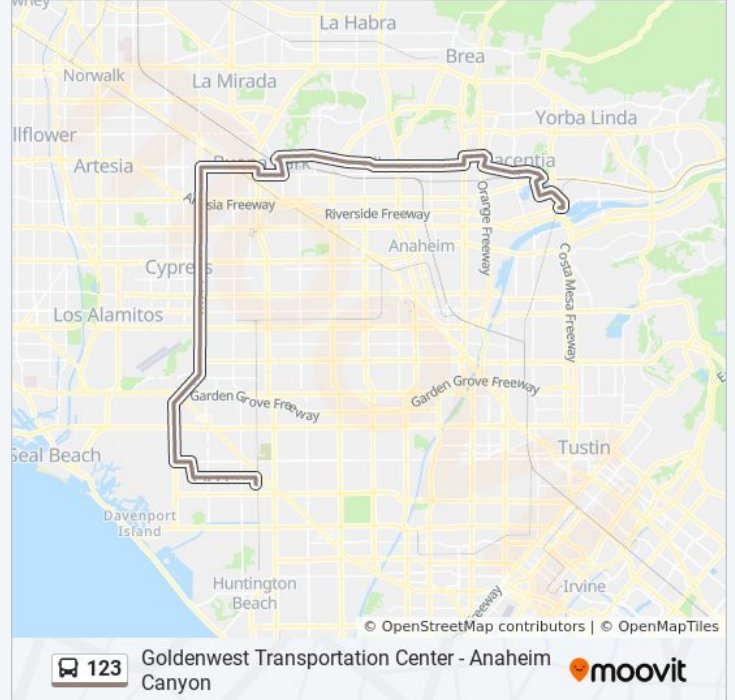 La Habra
Brea
Norwalk
La Mirada
Yorba Linda
llflower
Artesia
Freeway
Orange Freeway
Riverside Freeway
Anaheim
Cypress
Costa Mesa Freeway
Los Alamitos
Garden Grove Freeway
Garden Grove Freeway
Seal Beach
Tustin
Davenport
Island
Huntington
Beach
Irvine
© OpenStreetMap contributors | © OpenMapTiles
123
Goldenwest Transportation Center - Anaheim
Canyon
moovit